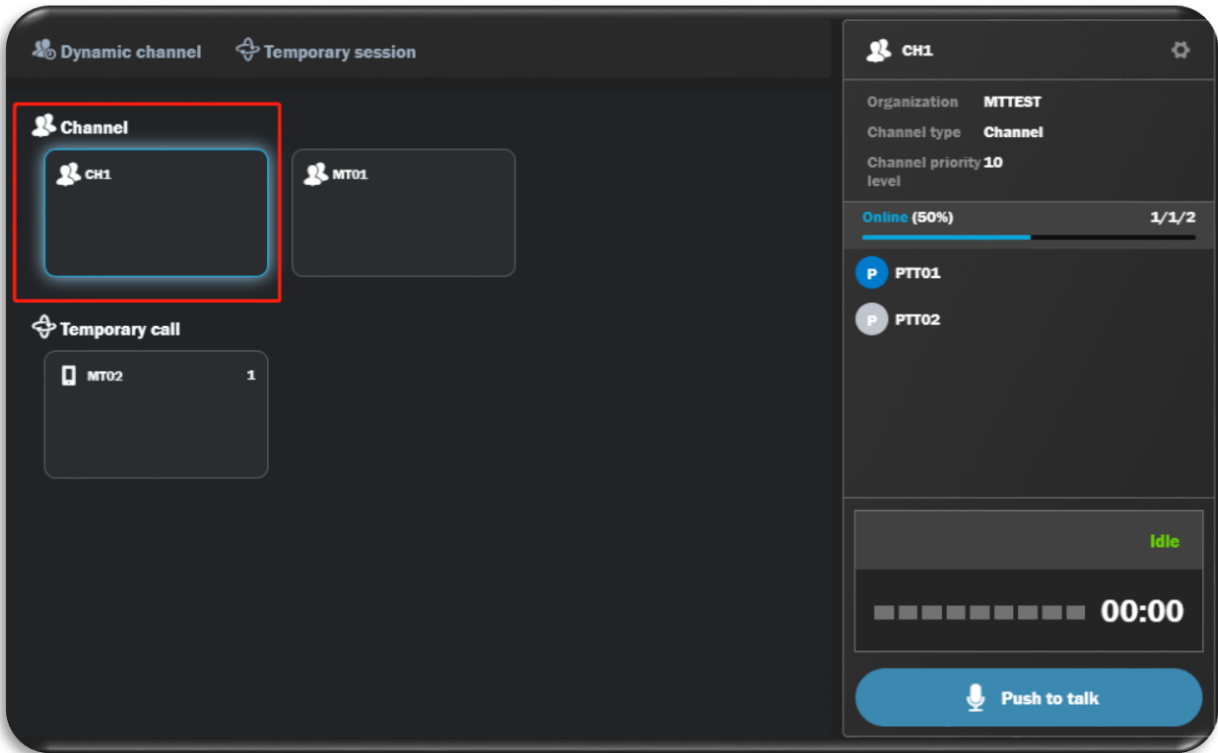 Dynamic channel Temporary session
Channel
CH1 MT01
Temporary call
MT02 1
CH1
Organization MTTEST
Channel type Channel
Channel priority 10
level
Online (50%) 1/1/2
P PTT01
P PTT02
Idle
00:00
Push to talk